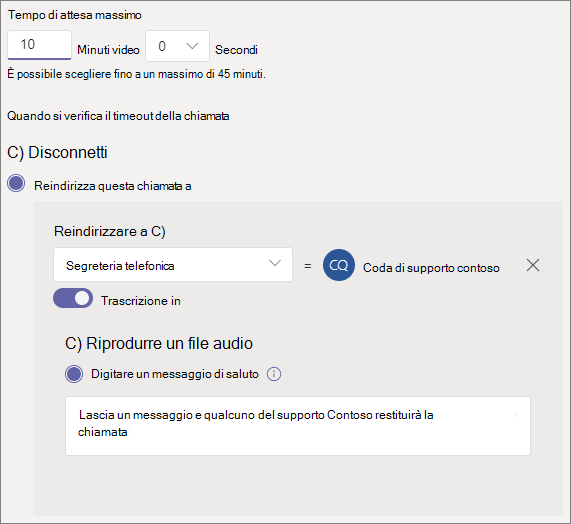 Tempo di attesa massimo
10 Minuti video 0 Secondi
È possibile scegliere fino a un massimo di 45 minuti.
Quando si verifica il timeout della chiamata
C) Disconnetti
Reindirizza questa chiamata a
Reindirizzare a C)
Segreteria telefonica = CQ Coda di supporto contoso
Trascrizione in
C) Riprodurre un file audio
Digitare un messaggio di saluto
Lascia un messaggio e qualcuno del supporto Contoso restituirà la
chiamata